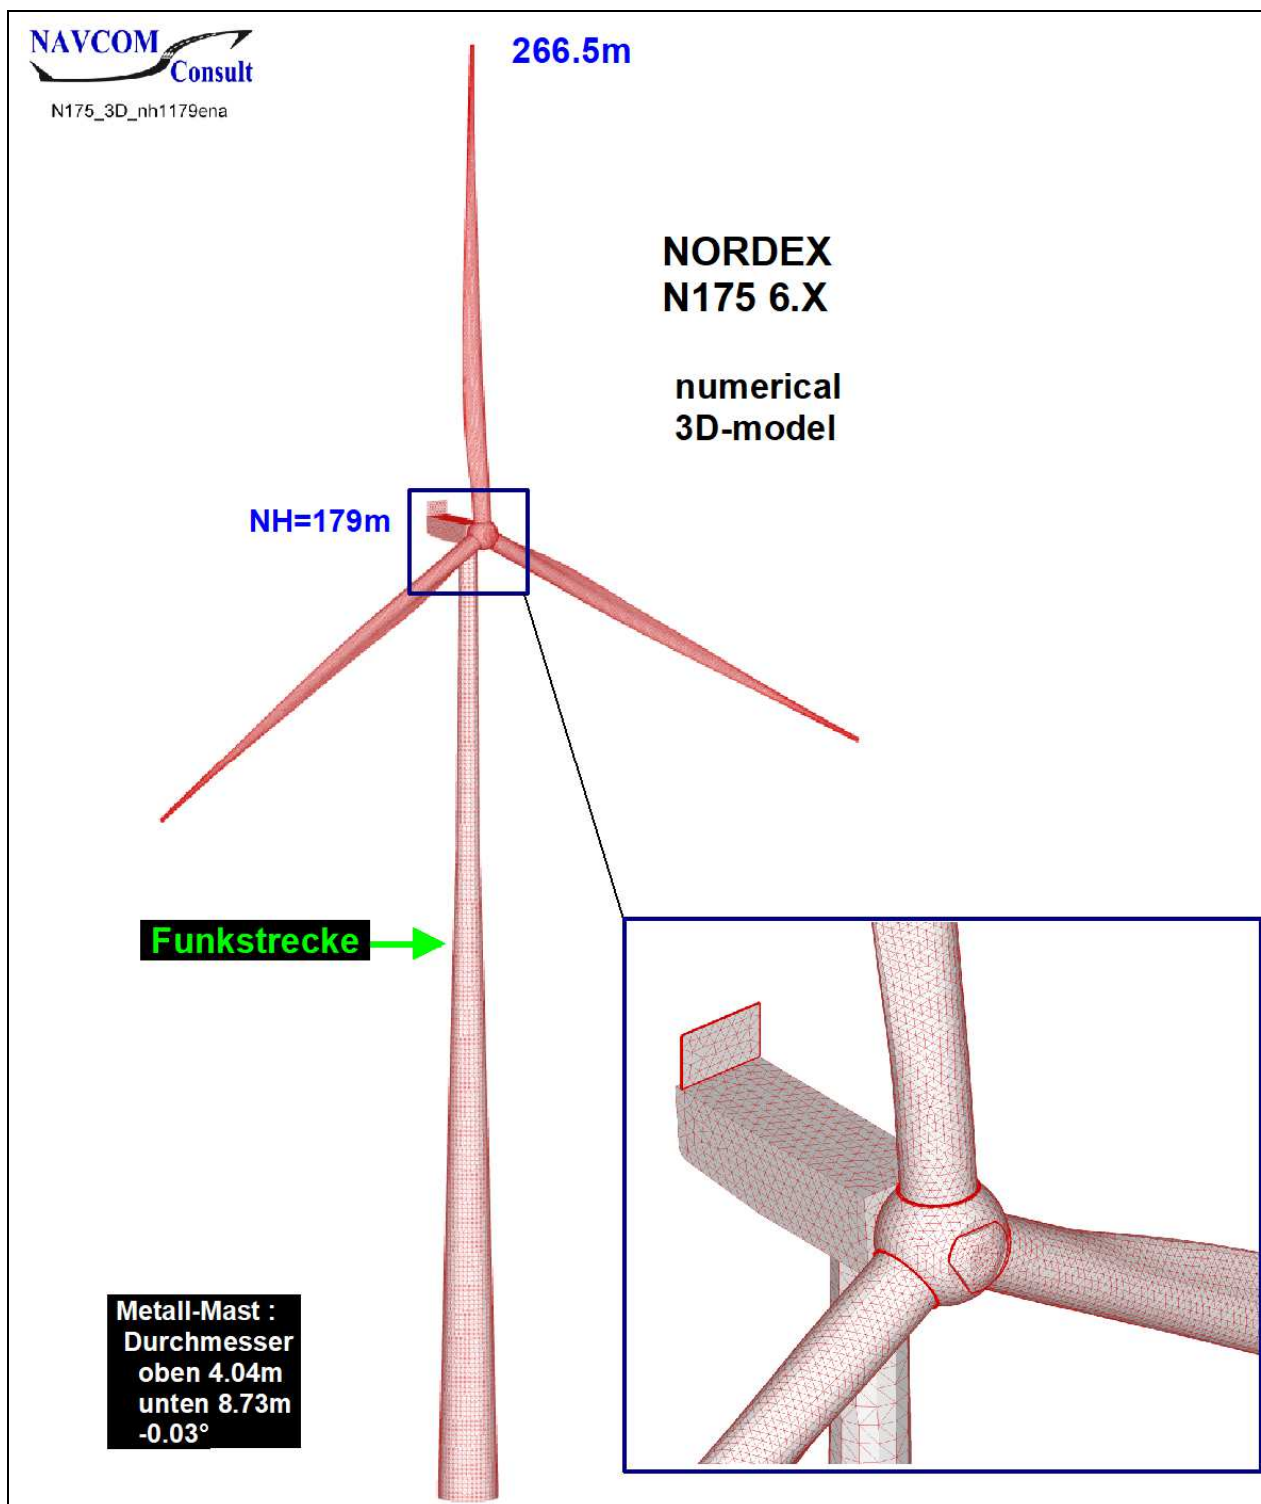 NAVCOM
Consult
N175_3D_nh1179ena
266.5m
NORDEX
N175 6.X
numerical
3D-model
NH=179m
Funkstrecke
Metall-Mast :
Durchmesser
oben 4.04m
unten 8.73m
-0.03°